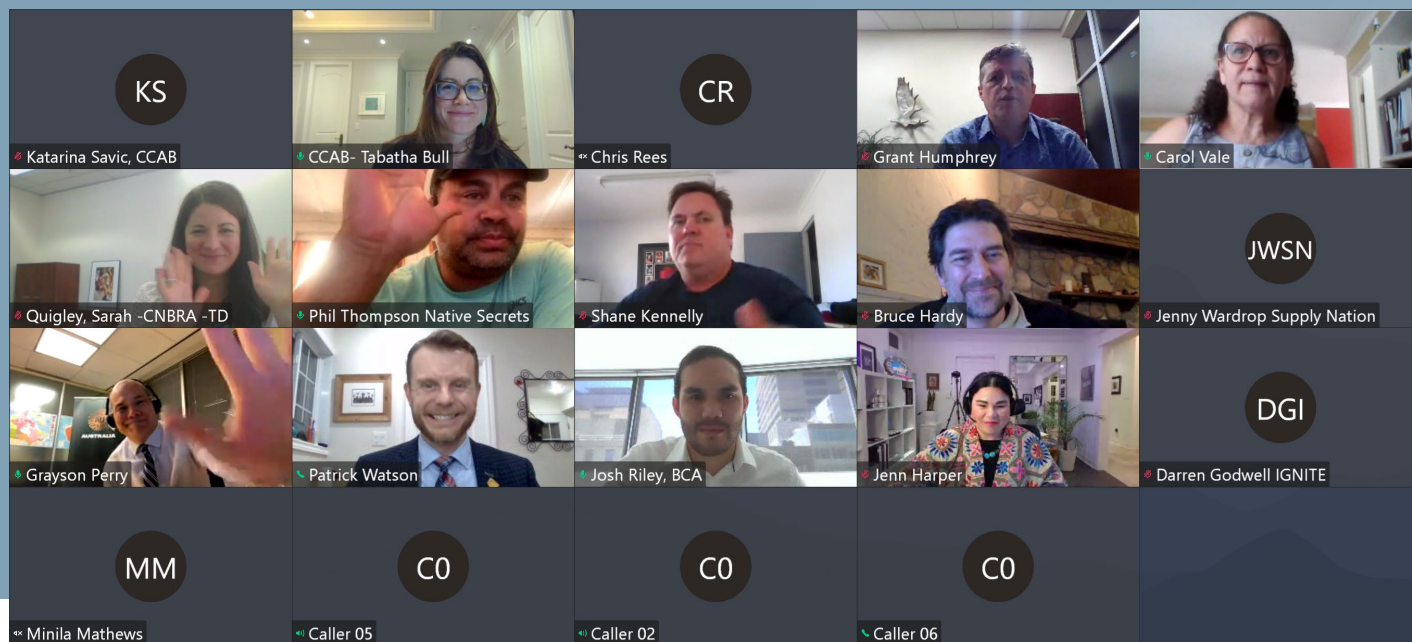 KS
Katarina Savic, CCAB
CCAB- Tabatha Bull
CR
Chris Rees
Grant Humphrey
Carol Vale
Quigley, Sarah -CNBRA -TD
Phil Thompson Native Secrets
Shane Kennelly
Bruce Hardy
JWSN
Jenny Wardrop Supply Nation
AUSTRALIA
Grayson Perry
Patrick Watson
Josh Riley, BCA
Jenn Harper
DGI
Darren Godwell IGNITE
MM
Minila Mathews
C0
Caller 05
C0
Caller 02
C0
Caller 06